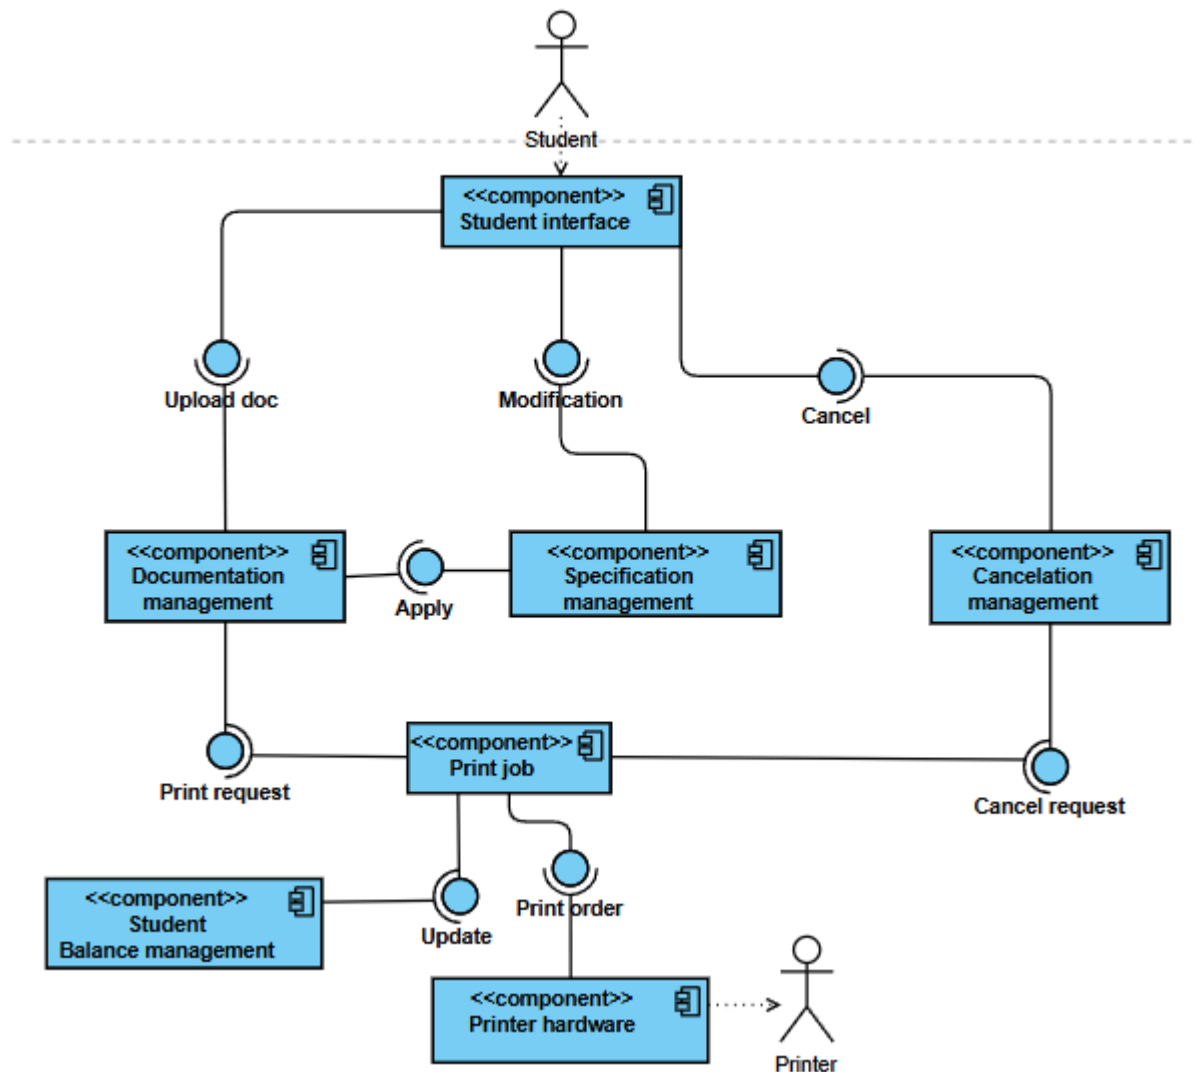 Student
<<component>>
Student interface
Upload doc
Modification
Cancel
<<component>>
Documentation
management
Apply
<<component>>
Specification
management
<<component>>
Cancelation
management
<<component>>
Print job
Print request
Cancel request
<<component>>
Student
Balance management
Update
Print order
<<component>>
Printer hardware
Printer